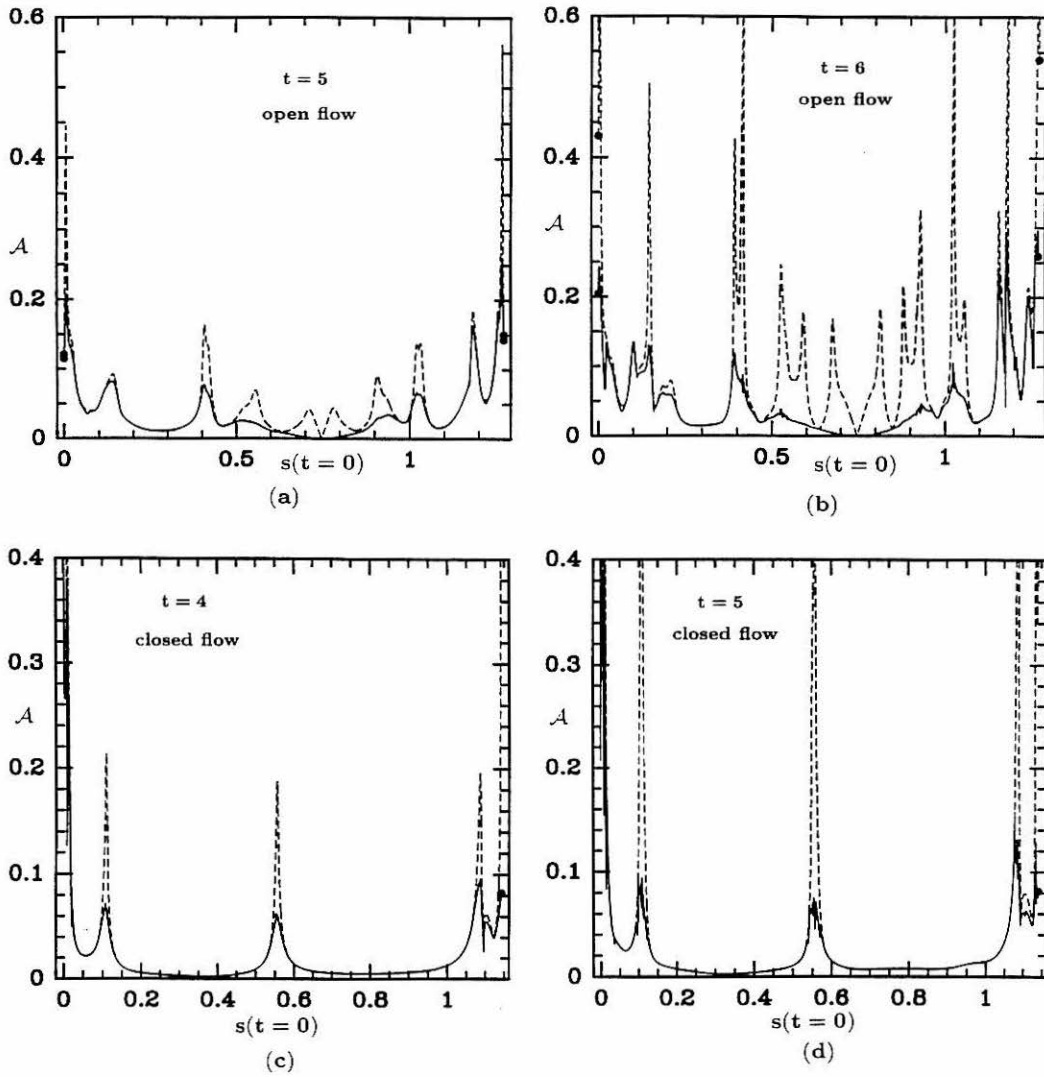 0.6
0.4
𝒜
0.2
0
t = 5
open flow
0
0.5
1
s(t = 0)
(a)
0.6
0.4
𝒜
0.2
0
t = 6
open flow
0
0.5
1
s(t = 0)
(b)
0.4
0.3
𝒜
0.2
0.1
0
t = 4
closed flow
0
0.2
0.4
0.6
0.8
1
s(t = 0)
(c)
0.4
0.3
𝒜
0.2
0.1
0
t = 5
closed flow
0
0.2
0.4
0.6
0.8
1
s(t = 0)
(d)